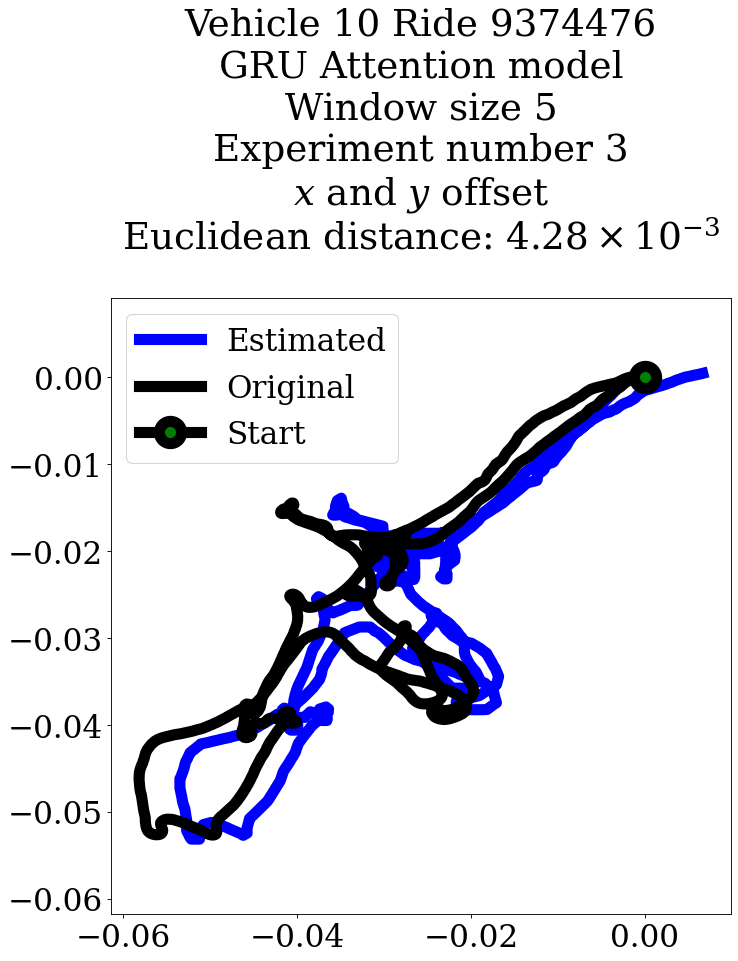 Vehicle 10 Ride 9374476
GRU Attention model
Window size 5
Experiment number 3
x and y offset
Euclidean distance: 4.28 × 10⁻³
Estimated
Original
Start
0.00
−0.01
−0.02
−0.03
−0.04
−0.05
−0.06
−0.06 −0.04 −0.02 0.00